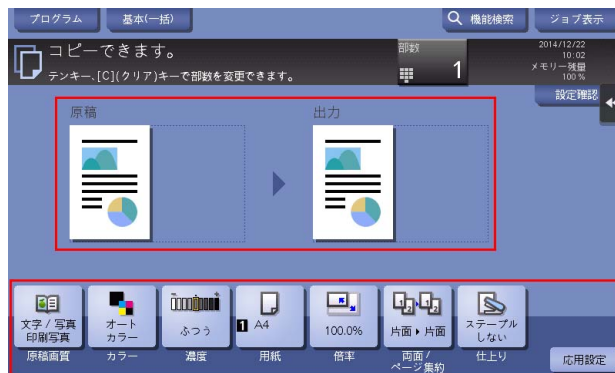 プログラム
基本(一括)
機能検索
ジョブ表示
コピーできます。
テンキー、[C](クリア)キーで部数を変更できます。
部数
1
2014/12/22
10:02
メモリー残量
100 %
設定確認
原稿
出力
文字 / 写真
印刷写真
原稿画質
オート
カラー
カラー
ふつう
濃度
1 A4
用紙
100.0%
倍率
1 2 1 2
片面 ▶ 片面
両面 /
ページ集約
ステープル
しない
仕上り
応用設定